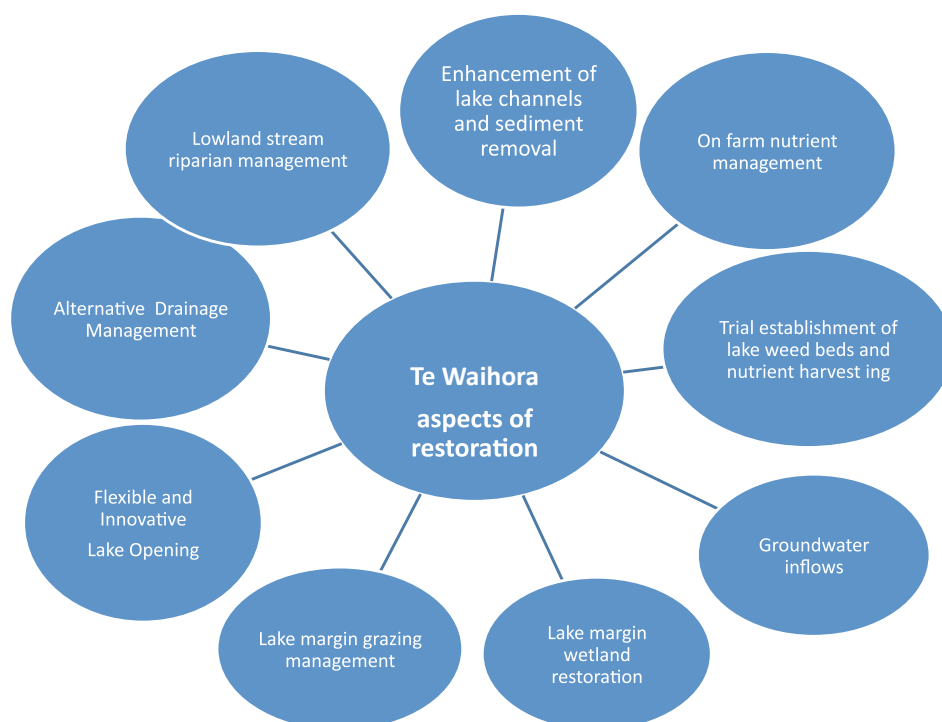 Enhancement of
lake channels
and sediment
removal
On farm nutrient
management
Trial establishment of
lake weed beds and
nutrient harvest ing
Groundwater
inflows
Lake margin
wetland
restoration
Lake margin grazing
management
Flexible and
Innovative
Lake Opening
Alternative  Drainage
Management
Lowland stream
riparian management
Te Waihora
aspects of
restoration